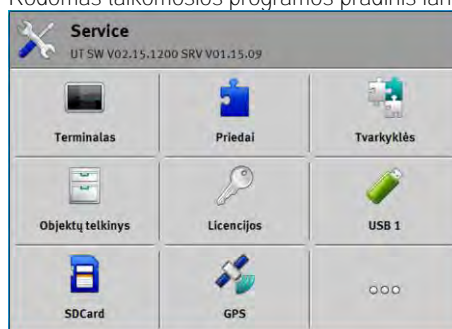 Rodomas taikomosios programos pradinis lan
Service
UT SW V02.15.1200 SRV V01.15.09
Terminalas
Priedai
Tvarkyklės
Objektų telkinys
Licencijos
USB 1
SDCard
GPS